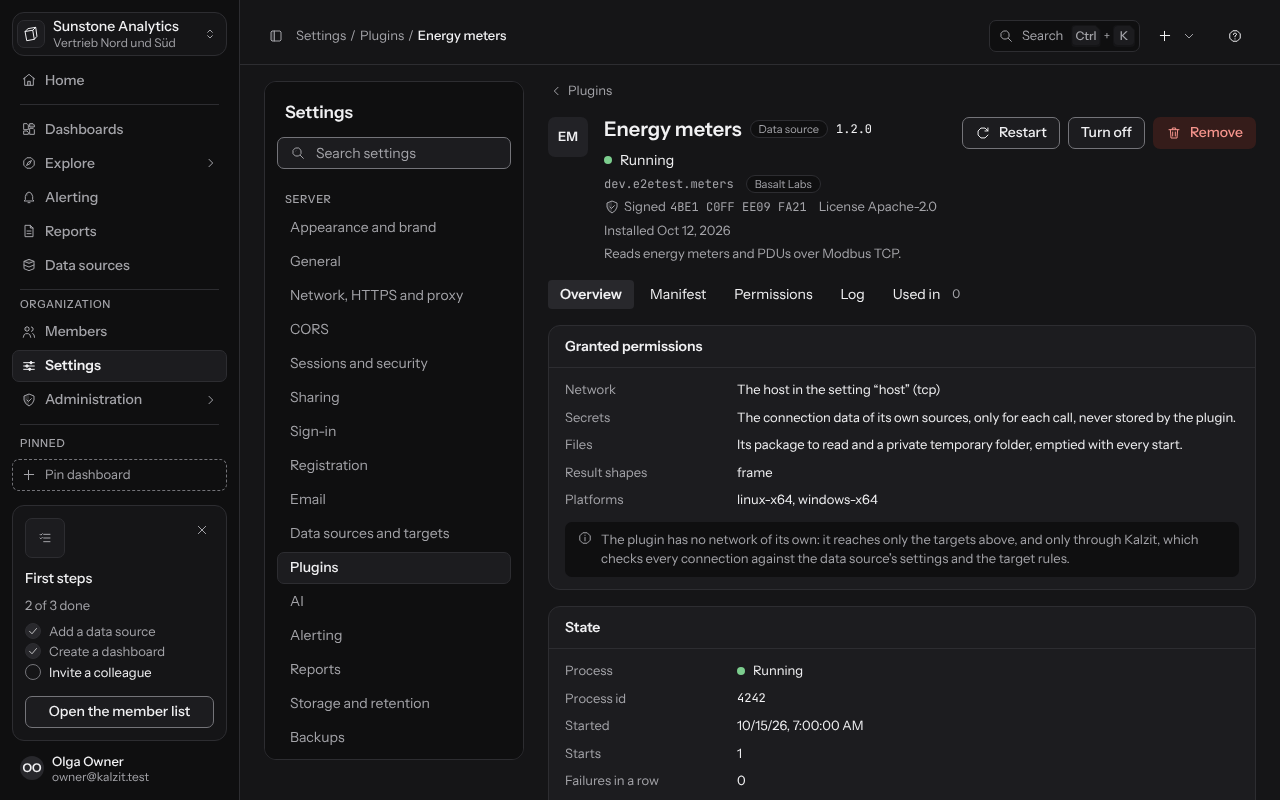 Sunstone Analytics
Vertrieb Nord und Süd
Home
Dashboards
Explore
Alerting
Reports
Data sources
ORGANIZATION
Members
Settings
Administration
PINNED
Pin dashboard
First steps
2 of 3 done
Add a data source
Create a dashboard
Invite a colleague
Open the member list
OO
Olga Owner
owner@kalzit.test
Settings / Plugins / Energy meters
Search Ctrl + K
Settings
Search settings
SERVER
Appearance and brand
General
Network, HTTPS and proxy
CORS
Sessions and security
Sharing
Sign-in
Registration
Email
Data sources and targets
Plugins
AI
Alerting
Reports
Storage and retention
Backups
Plugins
EM
Energy meters Data source 1.2.0
Restart Turn off Remove
Running
dev.e2etest.meters Basalt Labs
Signed 4BE1 C0FF EE09 FA21 License Apache-2.0
Installed Oct 12, 2026
Reads energy meters and PDUs over Modbus TCP.
Overview Manifest Permissions Log Used in 0
Granted permissions
Network The host in the setting “host” (tcp)
Secrets The connection data of its own sources, only for each call, never stored by the plugin.
Files Its package to read and a private temporary folder, emptied with every start.
Result shapes frame
Platforms linux-x64, windows-x64
The plugin has no network of its own: it reaches only the targets above, and only through Kalzit, which
checks every connection against the data source’s settings and the target rules.
State
Process Running
Process id 4242
Started 10/15/26, 7:00:00 AM
Starts 1
Failures in a row 0